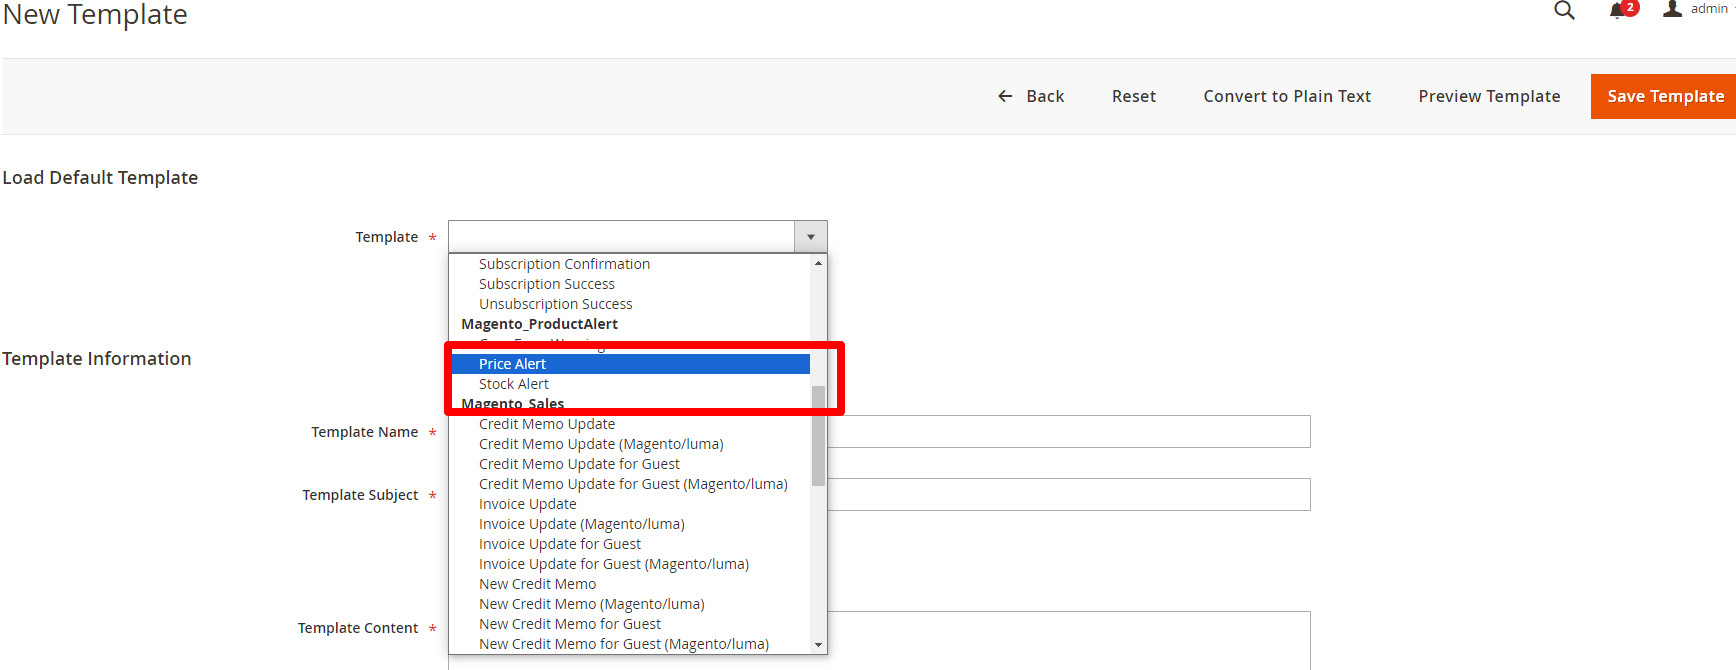 New Template
2
admin
Back
Reset
Convert to Plain Text
Preview Template
Save Template
Load Default Template
Template *
Subscription Confirmation
Subscription Success
Unsubscription Success
Magento_ProductAlert
Price Alert
Stock Alert
Magento_Sales
Credit Memo Update
Credit Memo Update (Magento/luma)
Credit Memo Update for Guest
Credit Memo Update for Guest (Magento/luma)
Invoice Update
Invoice Update (Magento/luma)
Invoice Update for Guest
Invoice Update for Guest (Magento/luma)
New Credit Memo
New Credit Memo (Magento/luma)
New Credit Memo for Guest
New Credit Memo for Guest (Magento/luma)
Template Information
Template Name *
Template Subject *
Template Content *